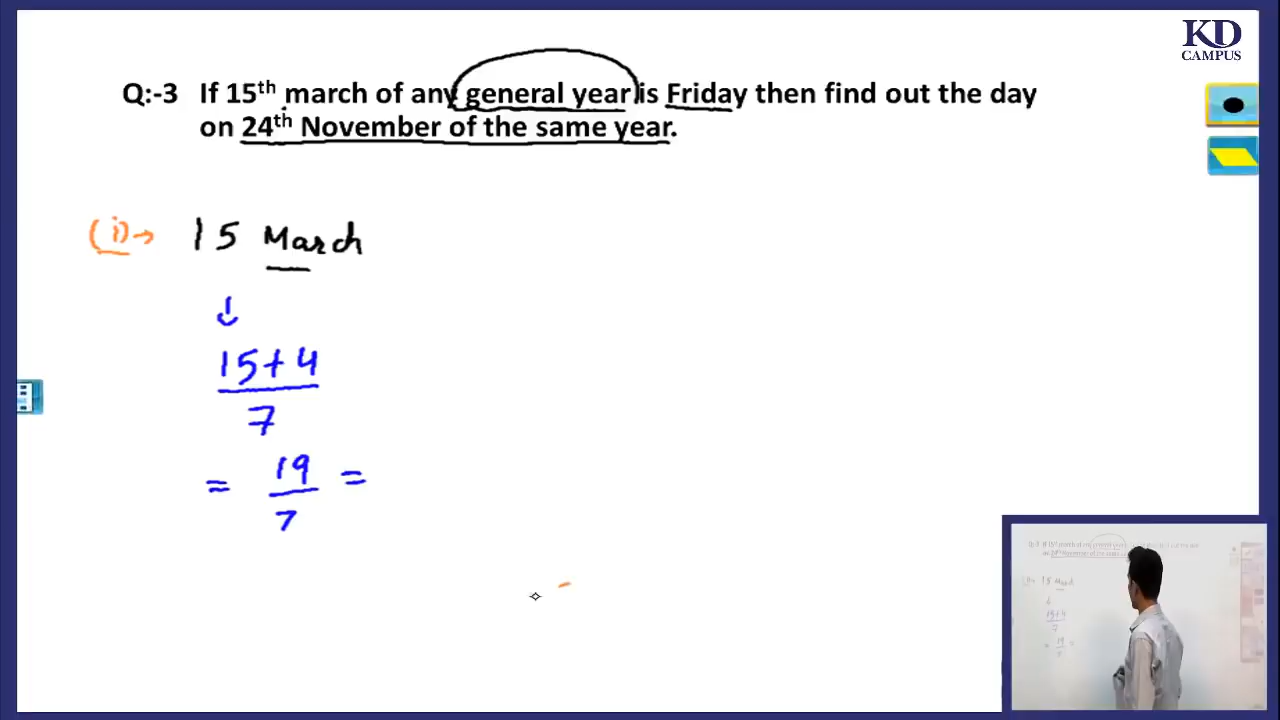 KD
CAMPUS
Q:-3 If 15th march of any general year is Friday then find out the day
on 24th November of the same year.
(i)→ 15 March
↓
15+4
7
= 19 =
7